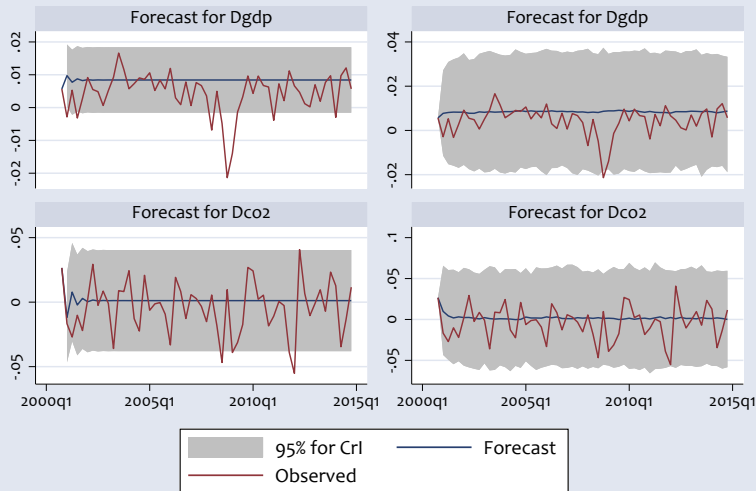 Forecast for Dgdp
.02
.01
0
-.01
-.02
Forecast for Dgdp
.04
.02
0
-.02
Forecast for Dco2
.05
0
-.05
2000q1 2005q1 2010q1 2015q1
Forecast for Dco2
.1
.05
0
-.05
2000q1 2005q1 2010q1 2015q1
95% for CrI Forecast
Observed